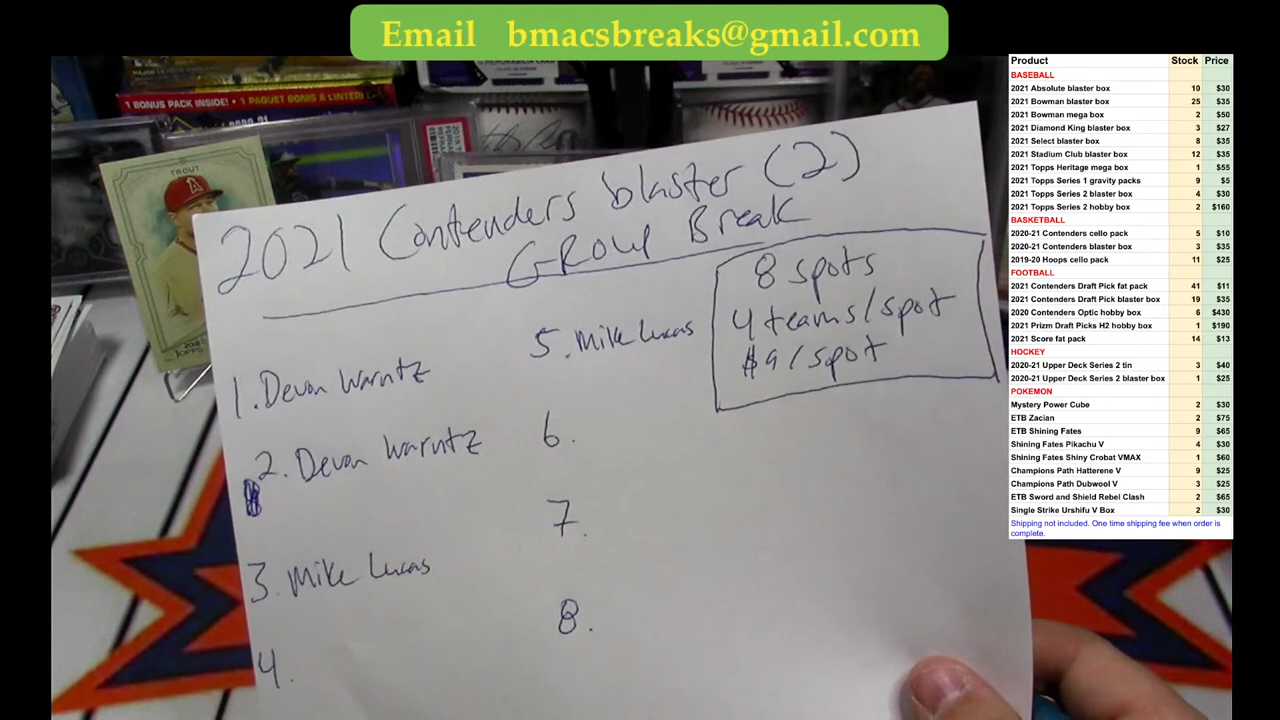 Email bmacsbreaks@gmail.com
1 BONUS PACK INSIDE! • 1 PAQUET BONIS A L'INTERI
TROUT
TOPPS
2021 Contenders blaster (2)
Group Break
8 spots
4 teams/spot
$9/spot
1. Devon Warntz
2. Devon Warntz
3. Mike Lucas
4.
5. Mike Lucas
6.
7.
8.
Product Stock Price
BASEBALL
2021 Absolute blaster box 10 $30
2021 Bowman blaster box 25 $35
2021 Bowman mega box 2 $50
2021 Diamond King blaster box 3 $27
2021 Select blaster box 8 $35
2021 Stadium Club blaster box 12 $35
2021 Topps Heritage mega box 1 $55
2021 Topps Series 1 gravity packs 9 $5
2021 Topps Series 2 blaster box 4 $30
2021 Topps Series 2 hobby box 2 $160
BASKETBALL
2020-21 Contenders cello pack 5 $10
2020-21 Contenders blaster box 3 $35
2019-20 Hoops cello pack 11 $25
FOOTBALL
2021 Contenders Draft Pick fat pack 41 $11
2021 Contenders Draft Pick blaster box 19 $35
2020 Contenders Optic hobby box 6 $430
2021 Prizm Draft Picks H2 hobby box 1 $190
2021 Score fat pack 14 $13
HOCKEY
2020-21 Upper Deck Series 2 tin 3 $40
2020-21 Upper Deck Series 2 blaster box 1 $25
POKEMON
Mystery Power Cube 2 $30
ETB Zacian 2 $75
ETB Shining Fates 9 $65
Shining Fates Pikachu V 4 $30
Shining Fates Shiny Crobat VMAX 1 $60
Champions Path Hatterene V 9 $25
Champions Path Dubwool V 3 $25
ETB Sword and Shield Rebel Clash 2 $65
Single Strike Urshifu V Box 2 $30
Shipping not included. One time shipping fee when order is
complete.